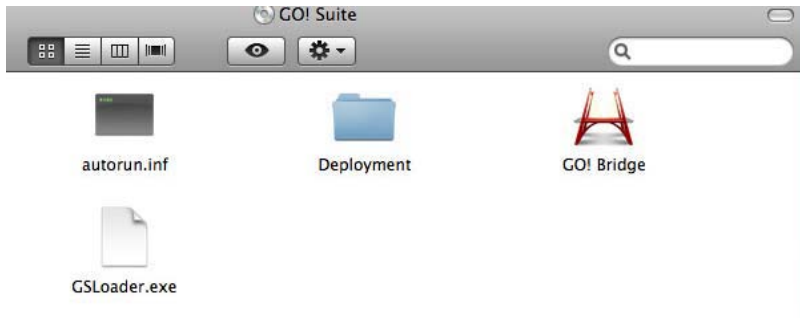 GO! Suite
autorun.inf
Deployment
GO! Bridge
GSLoader.exe